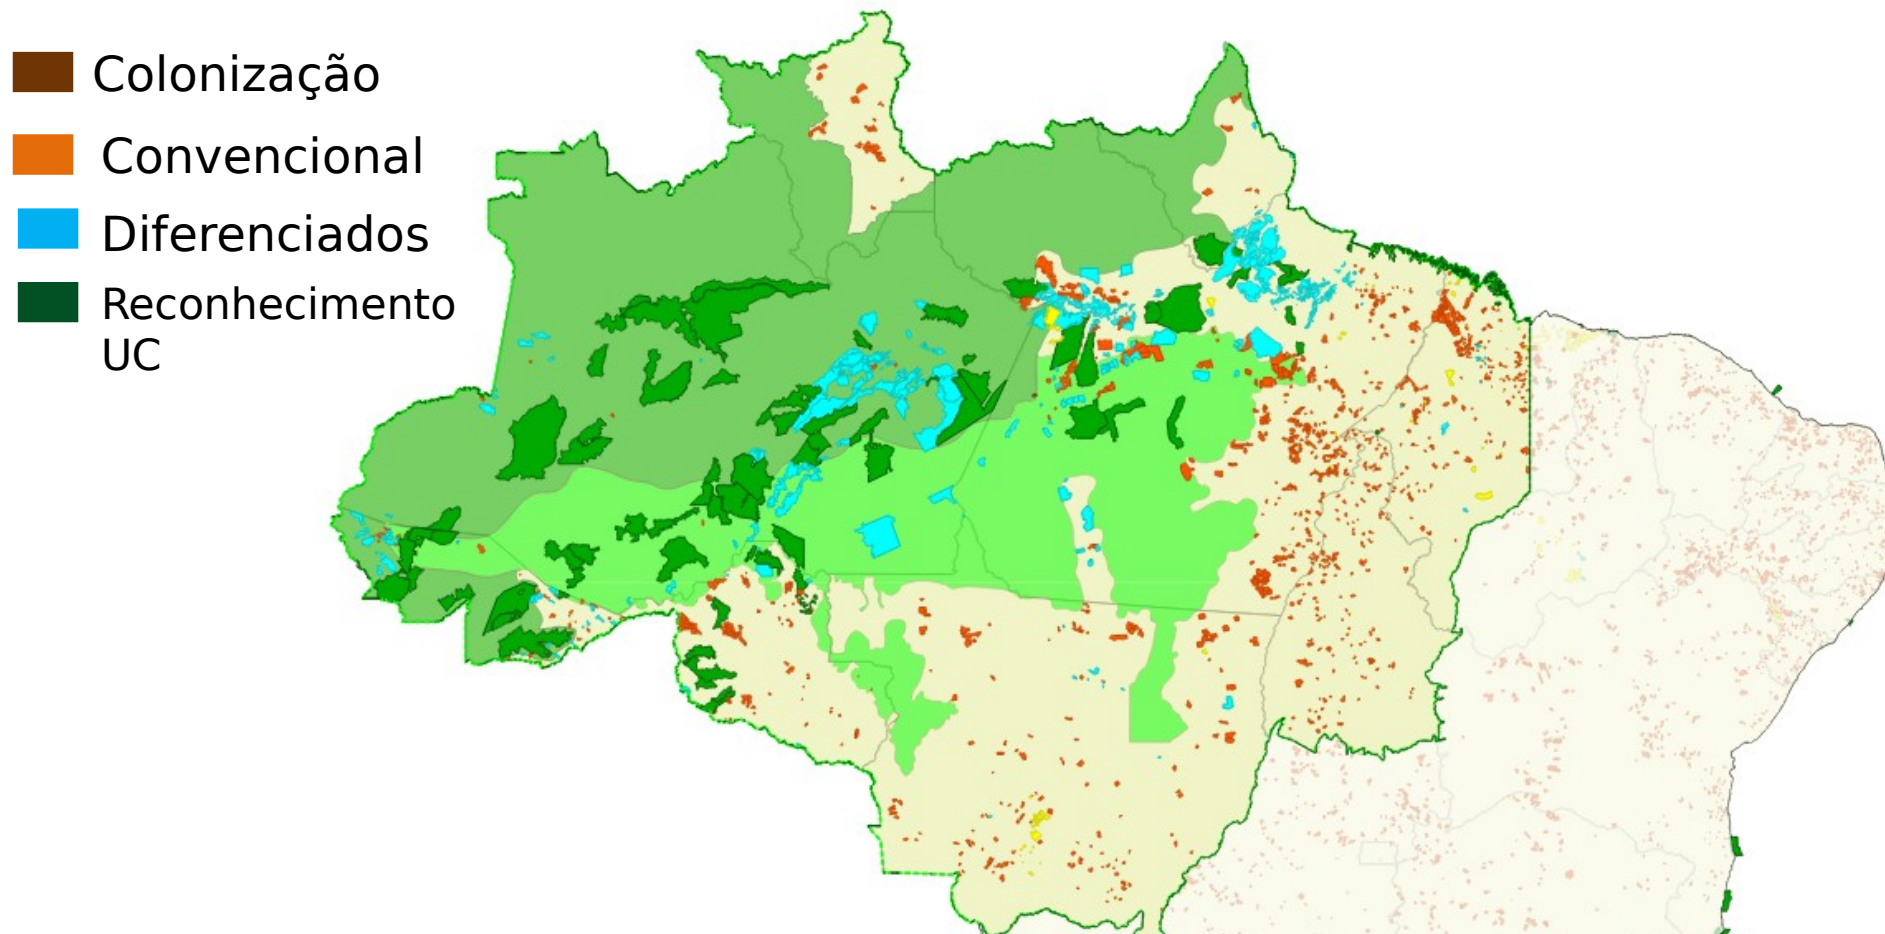 Colonização
Convencional
Diferenciados
Reconhecimento
UC